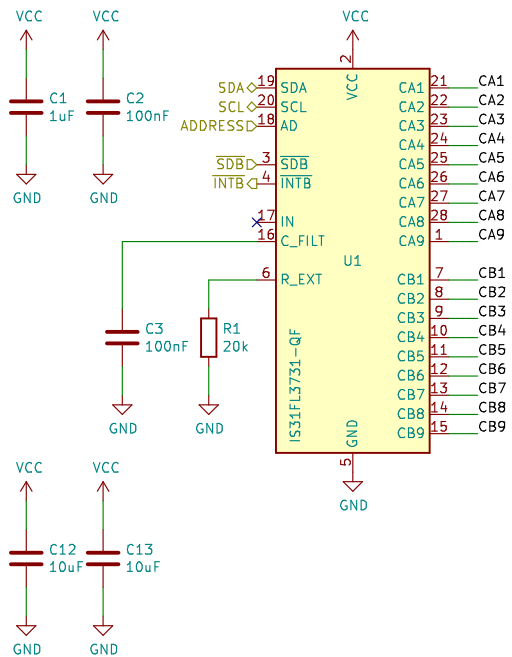 VCC
VCC
VCC
C1
1uF
C2
100nF
GND
GND
2
VCC
SDA
19
SDA
SCL
20
SCL
ADDRESS
18
AD
SDB
3
SDB
INTB
4
INTB
17
IN
16
C_FILT
6
R_EXT
U1
IS31FL3731-QF
CA1
21
CA1
CA2
22
CA2
CA3
23
CA3
CA4
24
CA4
CA5
25
CA5
CA6
26
CA6
CA7
27
CA7
CA8
28
CA8
CA9
1
CA9
CB1
7
CB1
CB2
8
CB2
CB3
9
CB3
CB4
10
CB4
CB5
11
CB5
CB6
12
CB6
CB7
13
CB7
CB8
14
CB8
CB9
15
CB9
GND
5
GND
C3
100nF
GND
R1
20k
GND
VCC
VCC
C12
10uF
C13
10uF
GND
GND